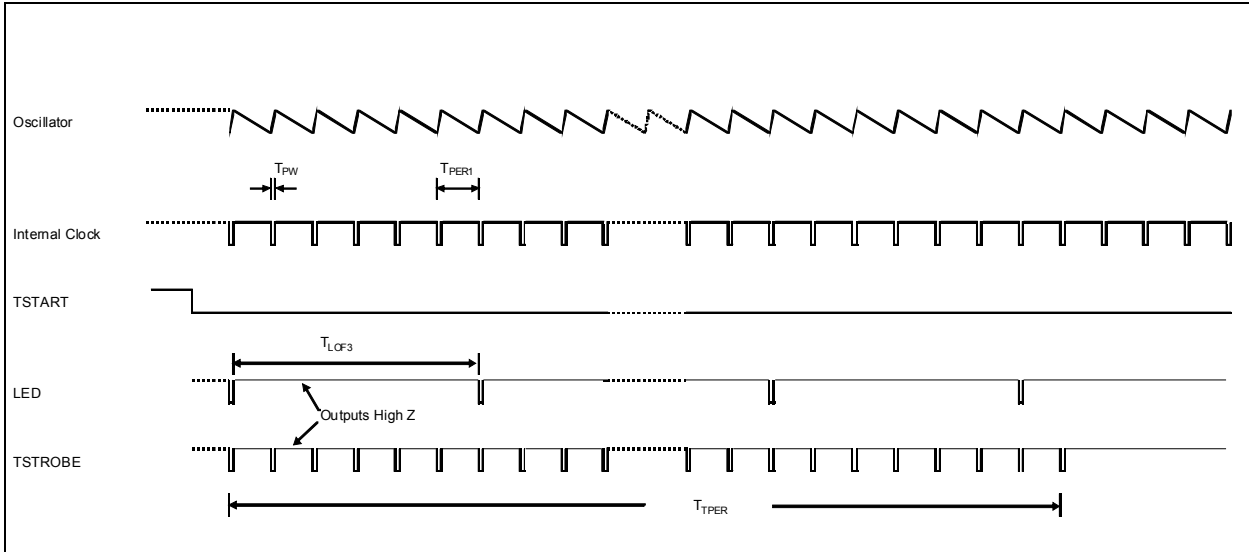 Oscillator
TPW
TPER1
Internal Clock
TSTART
TLOF3
LED
Outputs High Z
TSTROBE
TTPER